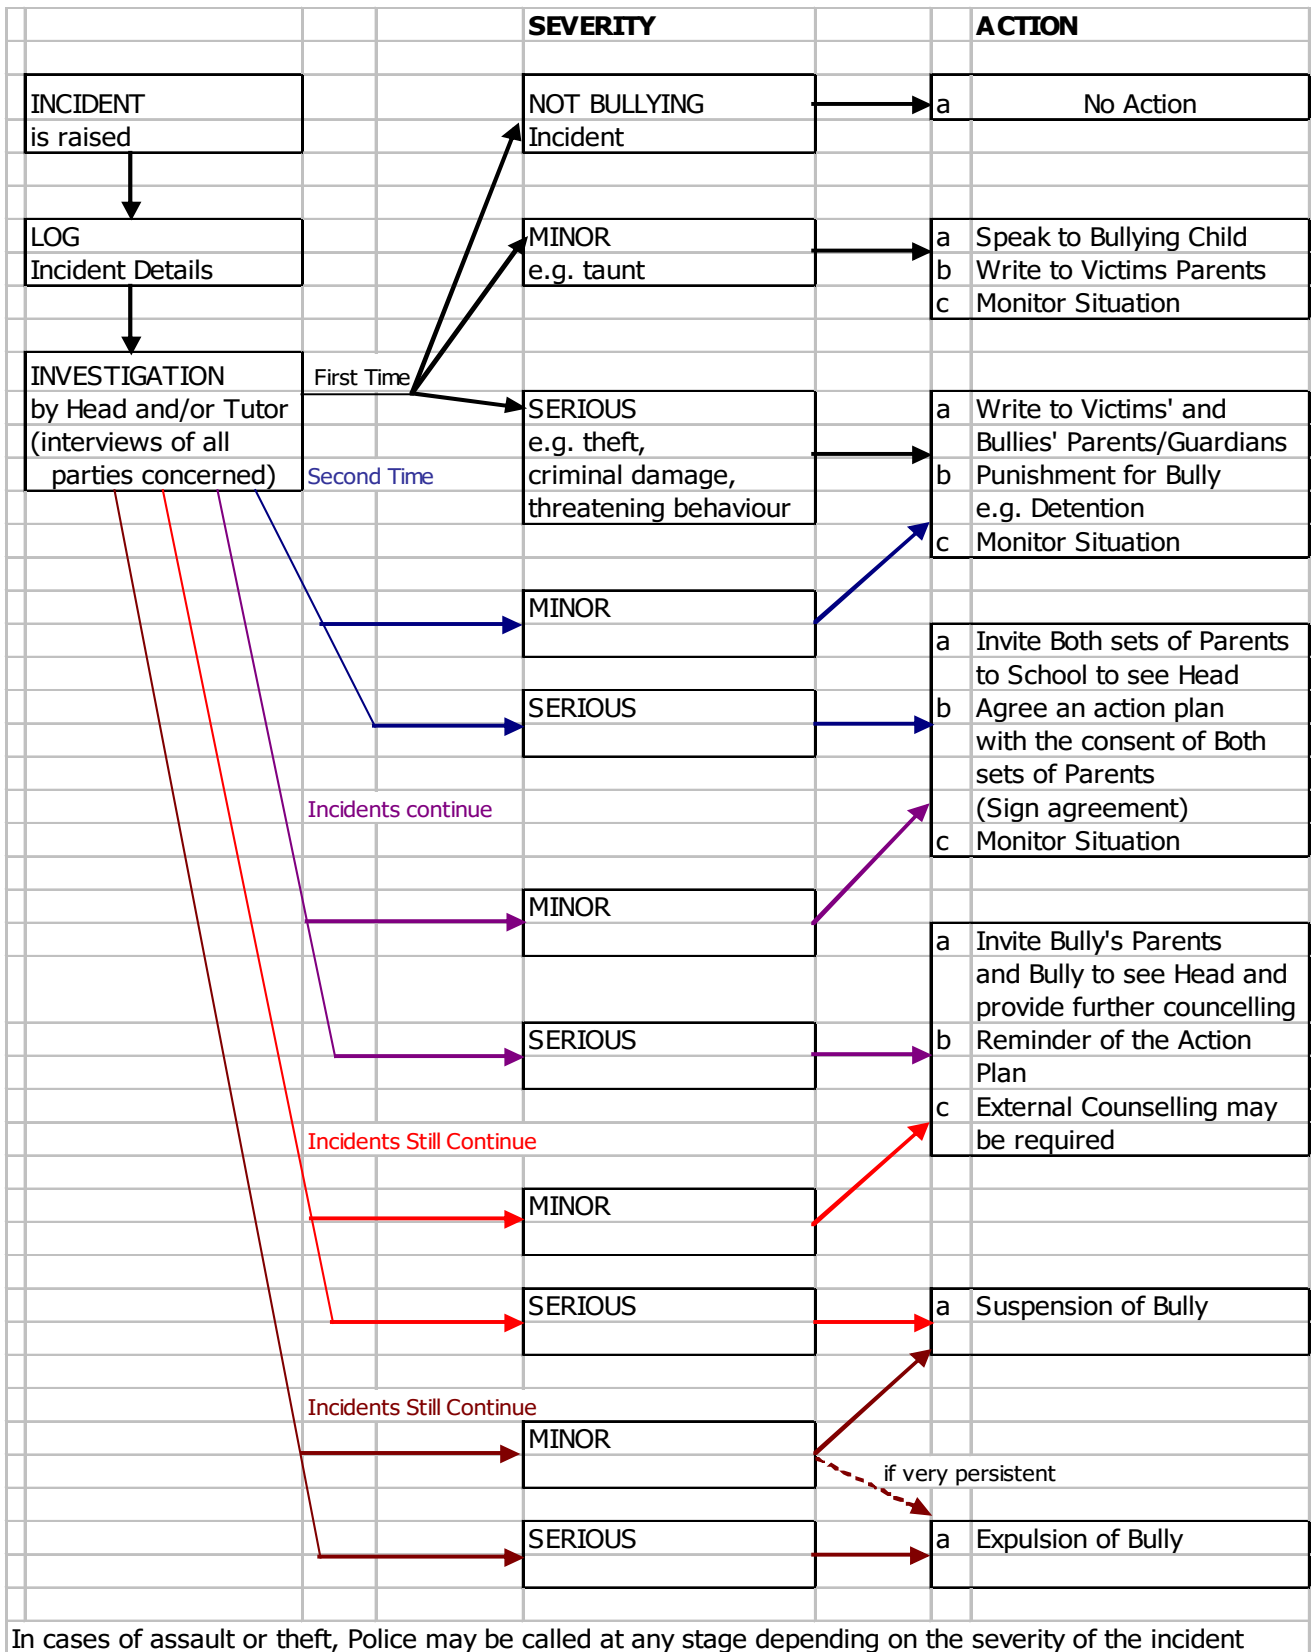 SEVERITY
ACTION
INCIDENT
is raised
NOT BULLYING
Incident
a No Action
LOG
Incident Details
MINOR
e.g. taunt
a Speak to Bullying Child
b Write to Victims Parents
c Monitor Situation
INVESTIGATION
by Head and/or Tutor
(interviews of all
parties concerned)
First Time
SERIOUS
e.g. theft,
criminal damage,
threatening behaviour
a Write to Victims' and
Bullies' Parents/Guardians
b Punishment for Bully
e.g. Detention
c Monitor Situation
Second Time
MINOR
SERIOUS
a Invite Both sets of Parents
to School to see Head
b Agree an action plan
with the consent of Both
sets of Parents
(Sign agreement)
c Monitor Situation
Incidents continue
MINOR
SERIOUS
a Invite Bully's Parents
and Bully to see Head and
provide further councelling
b Reminder of the Action
Plan
c External Counselling may
be required
Incidents Still Continue
MINOR
SERIOUS
a Suspension of Bully
Incidents Still Continue
MINOR
if very persistent
SERIOUS
a Expulsion of Bully
In cases of assault or theft, Police may be called at any stage depending on the severity of the incident